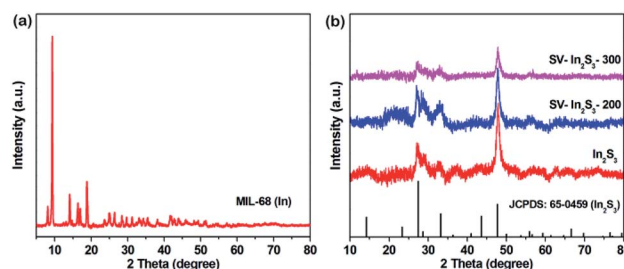 (a)
Intensity (a.u.)
MIL-68 (In)
10 20 30 40 50 60 70 80
2 Theta (degree)
(b)
Intensity (a.u.)
SV- In₂S₃- 300
SV- In₂S₃- 200
In₂S₃
JCPDS: 65-0459 (In₂S₃)
10 20 30 40 50 60 70 80
2 Theta (degree)